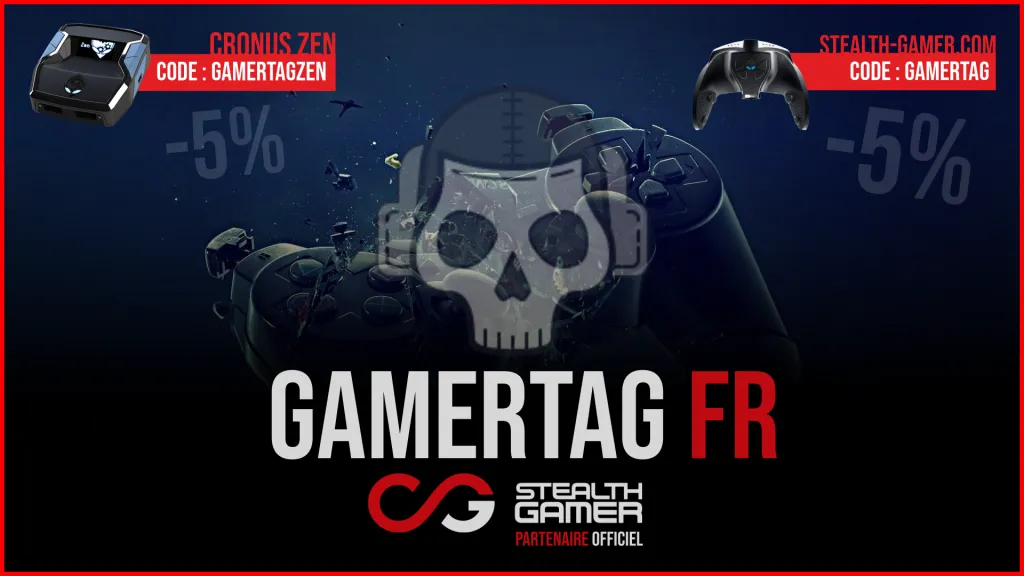 CRONUS ZEN
CODE : GAMERTAGZEN
-5%
STEALTH-GAMER.COM
CODE : GAMERTAG
-5%
GAMERTAG FR
STEALTH
GAMER
PARTENAIRE OFFICIEL